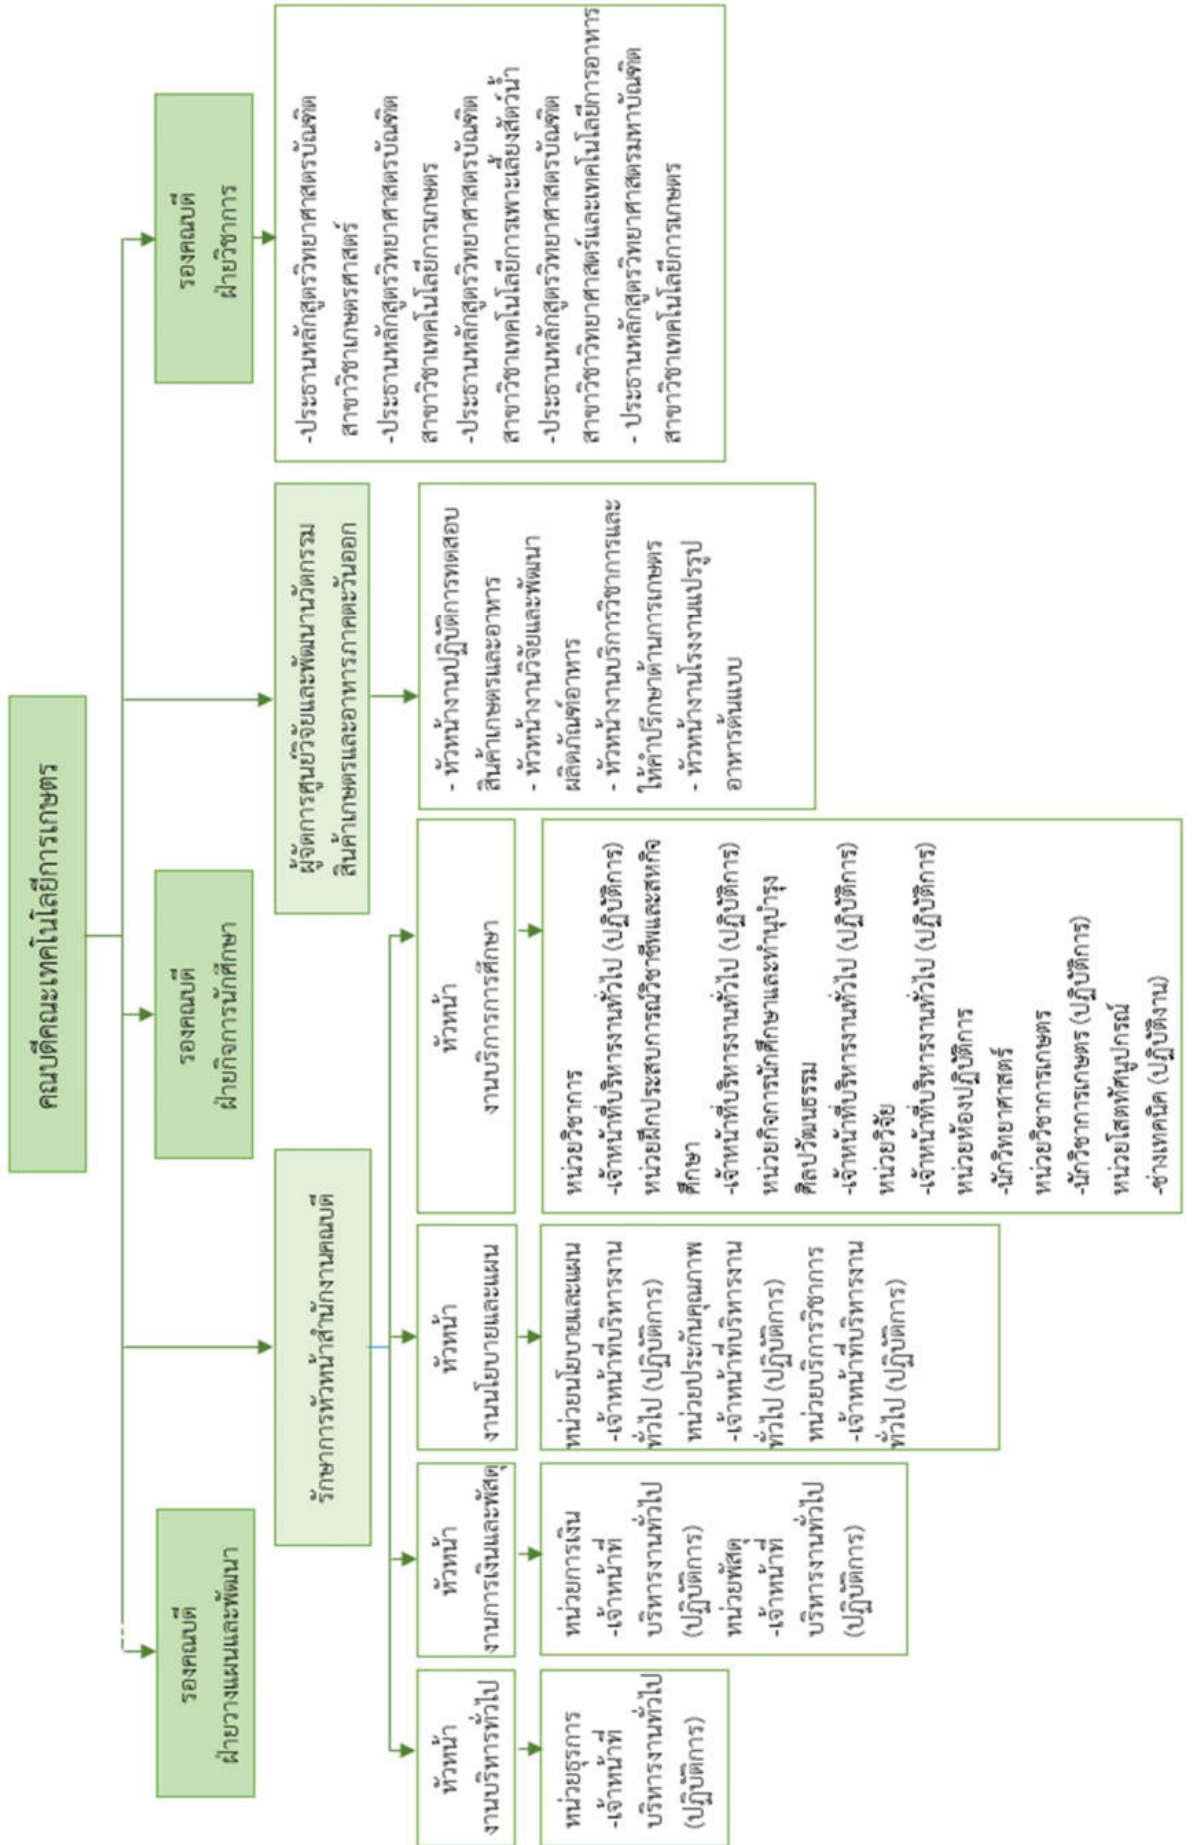 คณบดีคณะเทคโนโลยีการเกษตร
รองคณบดี
ฝ่ายวางแผนและพัฒนา
รองคณบดี
ฝ่ายกิจการนักศึกษา
รองคณบดี
ฝ่ายวิชาการ
รักษาการหัวหน้าสำนักงานคณบดี
ผู้จัดการศูนย์วิจัยและพัฒนานวัตกรรม
สินค้าเกษตรและอาหารภาคตะวันออก
-ประธานหลักสูตรวิทยาศาสตรบัณฑิต
สาขาวิชาเกษตรศาสตร์
-ประธานหลักสูตรวิทยาศาสตรบัณฑิต
สาขาวิชาเทคโนโลยีการเกษตร
-ประธานหลักสูตรวิทยาศาสตรบัณฑิต
สาขาวิชาเทคโนโลยีการเพาะเลี้ยงสัตว์น้ำ
-ประธานหลักสูตรวิทยาศาสตรบัณฑิต
สาขาวิชาวิทยาศาสตร์และเทคโนโลยีการอาหาร
- ประธานหลักสูตรวิทยาศาสตรมหาบัณฑิต
สาขาวิชาเทคโนโลยีการเกษตร
หัวหน้า
งานบริหารทั่วไป
หัวหน้า
งานการเงินและพัสดุ
หัวหน้า
งานนโยบายและแผน
หัวหน้า
งานบริการการศึกษา
- หัวหน้างานปฏิบัติการทดสอบ
สินค้าเกษตรและอาหาร
- หัวหน้างานวิจัยและพัฒนา
ผลิตภัณฑ์อาหาร
- หัวหน้างานบริการวิชาการและ
ให้คำปรึกษาด้านการเกษตร
- หัวหน้างานโรงงานแปรรูป
อาหารต้นแบบ
หน่วยธุรการ
-เจ้าหน้าที่
บริหารงานทั่วไป
(ปฏิบัติการ)
หน่วยการเงิน
-เจ้าหน้าที่
บริหารงานทั่วไป
(ปฏิบัติการ)
หน่วยพัสดุ
-เจ้าหน้าที่
บริหารงานทั่วไป
(ปฏิบัติการ)
หน่วยนโยบายและแผน
-เจ้าหน้าที่บริหารงาน
ทั่วไป (ปฏิบัติการ)
หน่วยประกันคุณภาพ
-เจ้าหน้าที่บริหารงาน
ทั่วไป (ปฏิบัติการ)
หน่วยบริการวิชาการ
-เจ้าหน้าที่บริหารงาน
ทั่วไป (ปฏิบัติการ)
หน่วยวิชาการ
-เจ้าหน้าที่บริหารงานทั่วไป (ปฏิบัติการ)
หน่วยฝึกประสบการณ์วิชาชีพและสหกิจ
ศึกษา
-เจ้าหน้าที่บริหารงานทั่วไป (ปฏิบัติการ)
หน่วยกิจการนักศึกษาและทำนุบำรุง
ศิลปวัฒนธรรม
-เจ้าหน้าที่บริหารงานทั่วไป (ปฏิบัติการ)
หน่วยวิจัย
-เจ้าหน้าที่บริหารงานทั่วไป (ปฏิบัติการ)
หน่วยห้องปฏิบัติการ
-นักวิทยาศาสตร์
หน่วยวิชาการเกษตร
-นักวิชาการเกษตร (ปฏิบัติการ)
หน่วยโสตทัศนูปกรณ์
-ช่างเทคนิค (ปฏิบัติงาน)